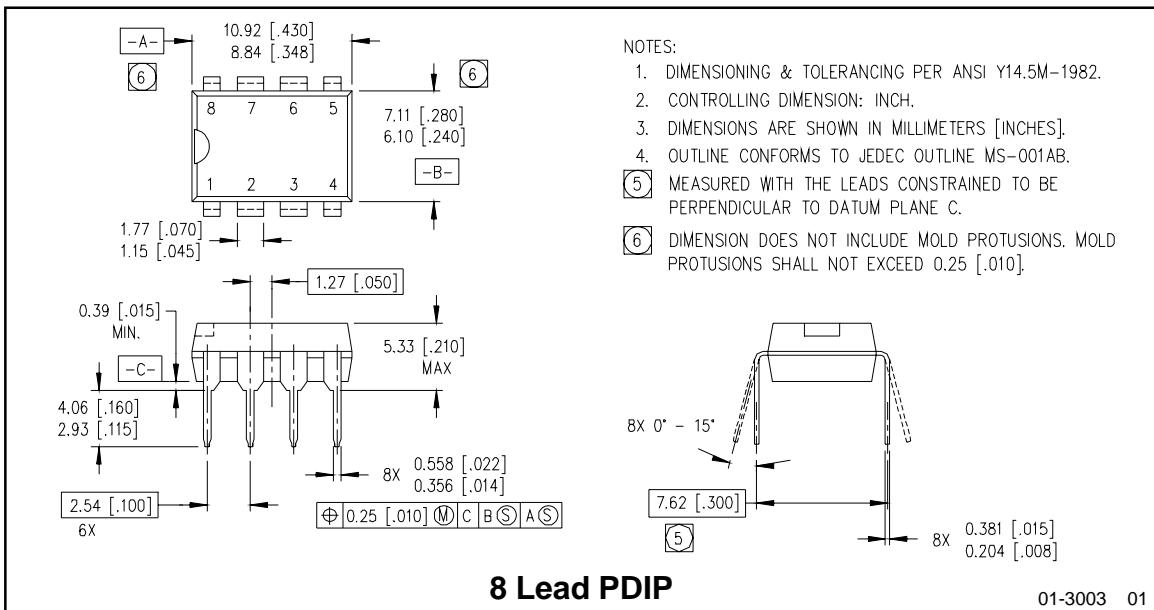 -A-
10.92 [.430]
8.84 [.348]
6
6
8 7 6 5
7.11 [.280]
6.10 [.240]
-B-
1 2 3 4
1.77 [.070]
1.15 [.045]
1.27 [.050]
0.39 [.015]
MIN.
-C-
5.33 [.210]
MAX
4.06 [.160]
2.93 [.115]
2.54 [.100]
6X
8X 0.558 [.022]
0.356 [.014]
⌖ 0.25 [.010] Ⓜ C B Ⓢ A Ⓢ
NOTES:
1. DIMENSIONING & TOLERANCING PER ANSI Y14.5M-1982.
2. CONTROLLING DIMENSION: INCH.
3. DIMENSIONS ARE SHOWN IN MILLIMETERS [INCHES].
4. OUTLINE CONFORMS TO JEDEC OUTLINE MS-001AB.
5 MEASURED WITH THE LEADS CONSTRAINED TO BE
PERPENDICULAR TO DATUM PLANE C.
6 DIMENSION DOES NOT INCLUDE MOLD PROTUSIONS. MOLD
PROTUSIONS SHALL NOT EXCEED 0.25 [.010].
8X 0° - 15°
7.62 [.300]
5
8X 0.381 [.015]
0.204 [.008]
8 Lead PDIP
01-3003 01